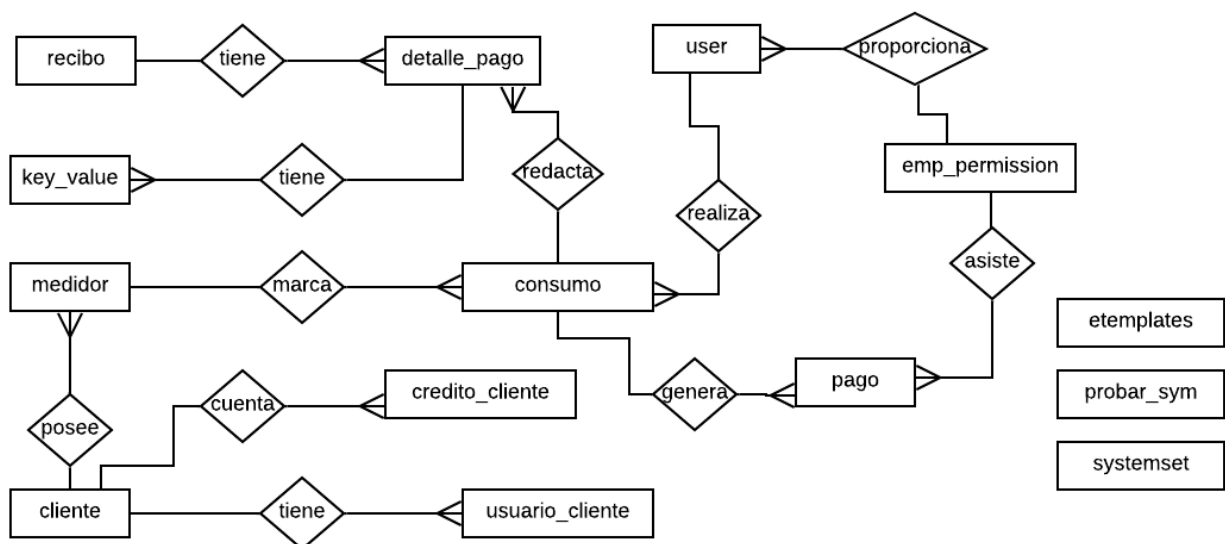 recibo
tiene
detalle_pago
user
proporciona
key_value
tiene
redacta
emp_permission
realiza
asiste
medidor
marca
consumo
etemplates
posee
cuenta
credito_cliente
genera
pago
probar_sym
cliente
tiene
usuario_cliente
systemset